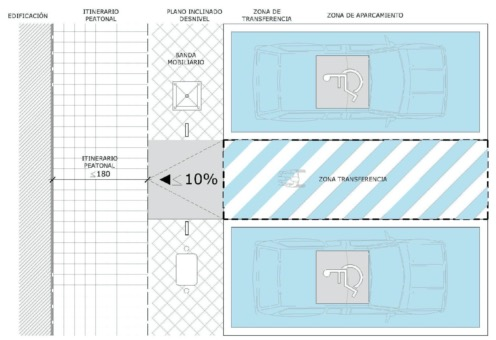 EDIFICACIÓN
ITINERARIO
PEATONAL
PLANO INCLINADO
DESNIVEL
ZONA DE
TRANSFERENCIA
ZONA DE APARCAMIENTO
BANDA
MOBILIARIO
ITINERARIO
PEATONAL
≤180
≤ 10%
ZONA TRANSFERENCIA